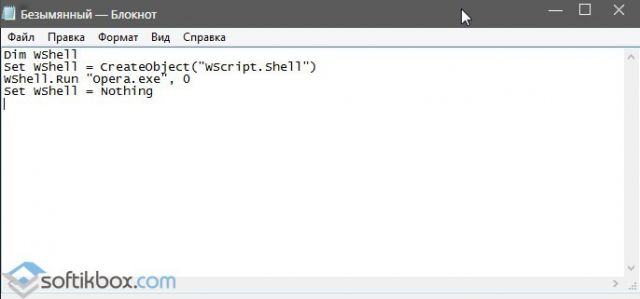 Безымянный — Блокнот
Файл Правка Формат Вид Справка
Dim WShell
Set WShell = CreateObject("WScript.Shell")
WShell.Run "Opera.exe", 0
Set WShell = Nothing
softikbox.com